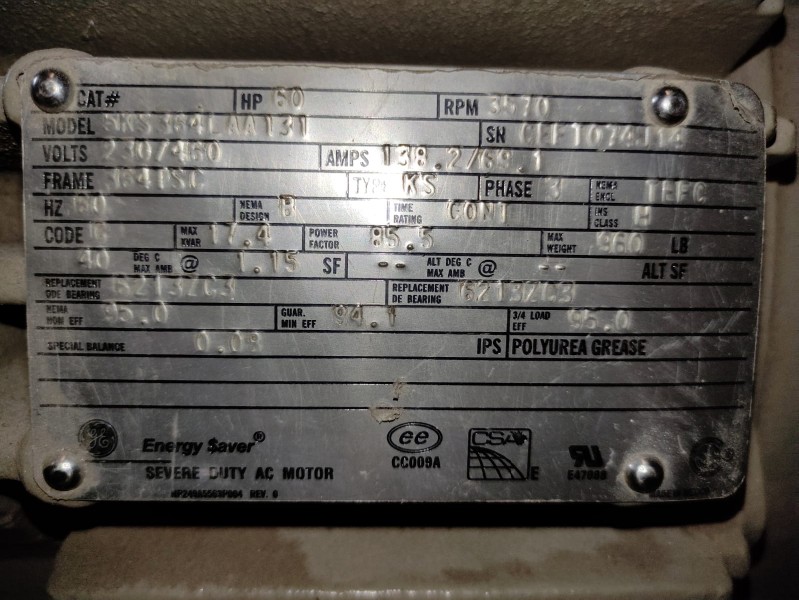 CAT# HP 60 RPM 3570
MODEL 5KS364LAA131 SN
VOLTS 230/460 AMPS 138.2/69.1
FRAME TYPE KS PHASE 3 NEMA ENCL TEFC
HZ 60 NEMA DESIGN B TIME RATING CONT INS CLASS H
CODE G MAX KVAR 17.4 POWER FACTOR 85.5 MAX WEIGHT 960 LB
40 DEG C MAX AMB @ 1.15 SF -- ALT DEG C MAX AMB @ -- ALT SF
REPLACEMENT ODE BEARING 6213ZC3 REPLACEMENT DE BEARING 6213ZC3
NEMA NOM EFF 95.0 GUAR. MIN EFF 94.1 3/4 LOAD EFF 95.0
SPECIAL BALANCE 0.08 IPS POLYUREA GREASE
GE Energy $aver® ee CSA
SEVERE DUTY AC MOTOR CC009A E